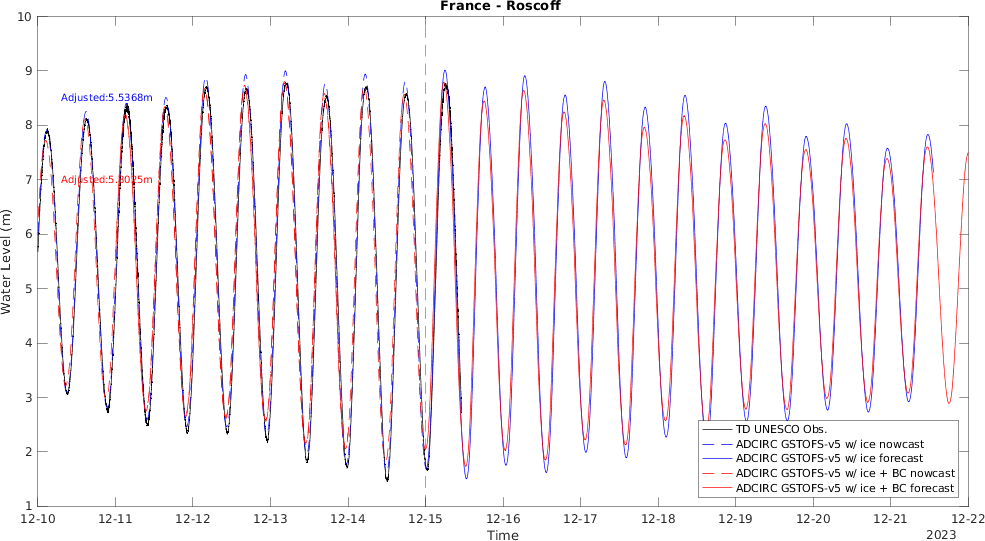 France - Roscoff
10
9
8
7
6
5
4
3
2
1
Water Level (m)
Adjusted:5.5368m
Adjusted:5.8025m
TD UNESCO Obs.
ADCIRC GSTOFS-v5 w/ ice nowcast
ADCIRC GSTOFS-v5 w/ ice forecast
ADCIRC GSTOFS-v5 w/ ice + BC nowcast
ADCIRC GSTOFS-v5 w/ ice + BC forecast
12-10 12-11 12-12 12-13 12-14 12-15 12-16 12-17 12-18 12-19 12-20 12-21 12-22
Time
2023